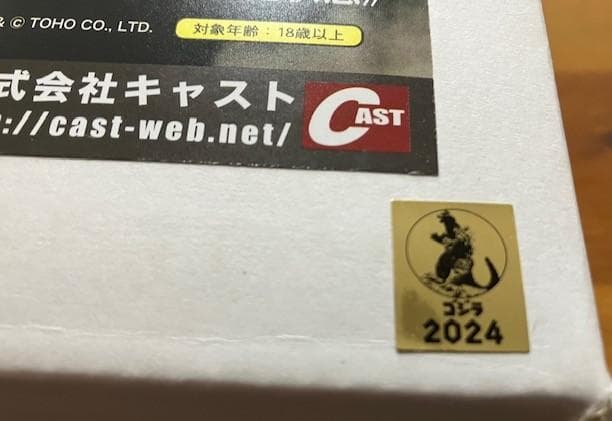 & © TOHO CO., LTD.
対象年齢：18歳以上
式会社キャスト
://cast-web.net/
CAST
ゴジラ
2024